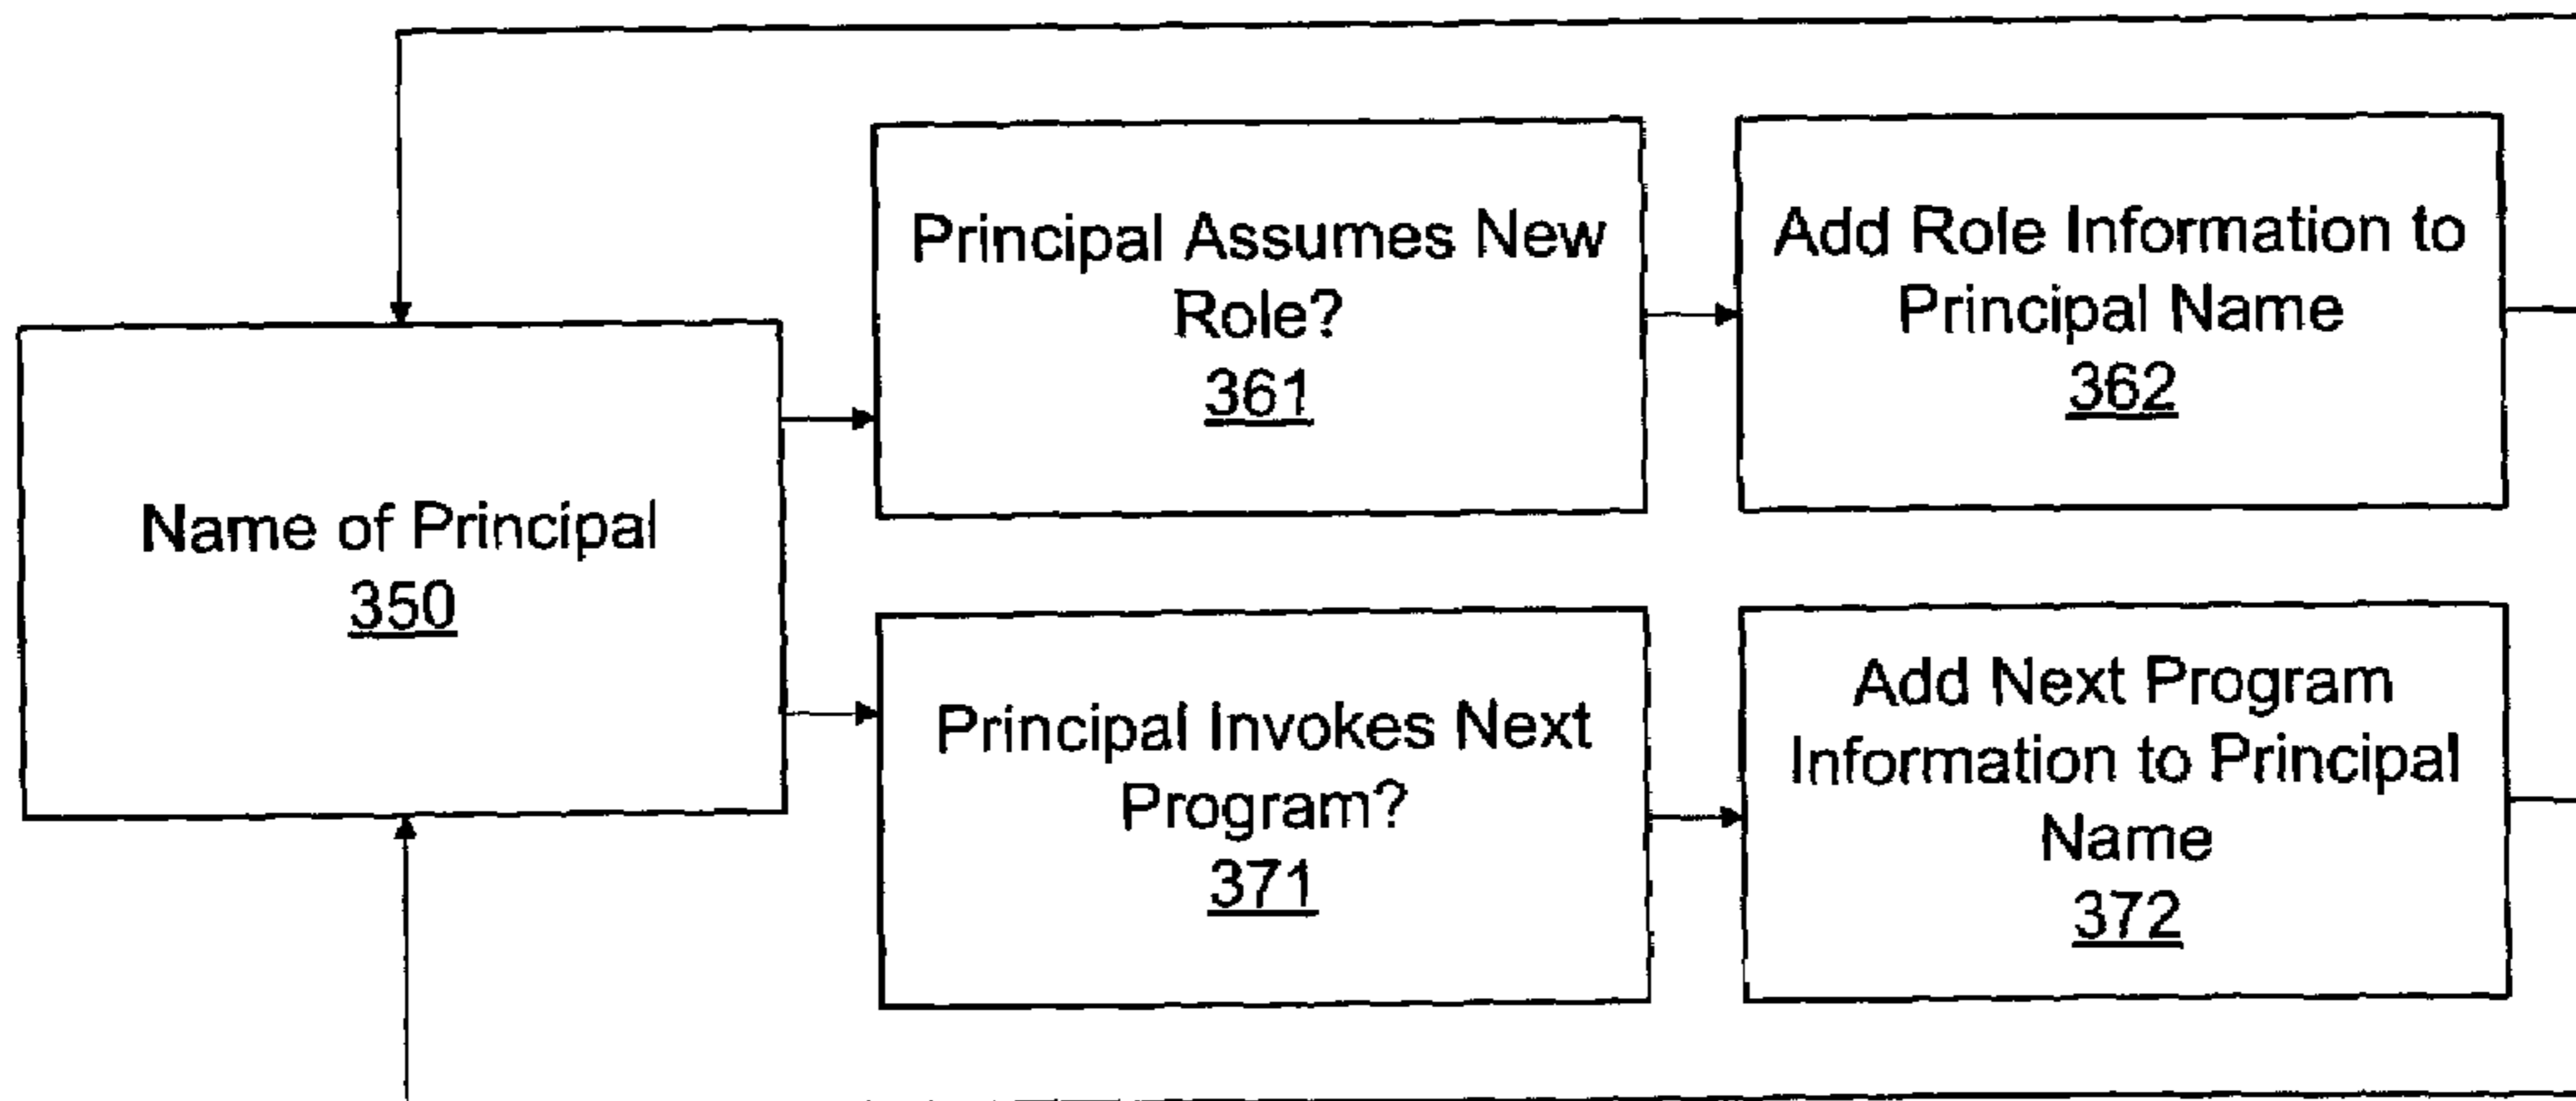 Name of Principal
350
Principal Assumes New
Role?
361
Add Role Information to
Principal Name
362
Principal Invokes Next
Program?
371
Add Next Program
Information to Principal
Name
372